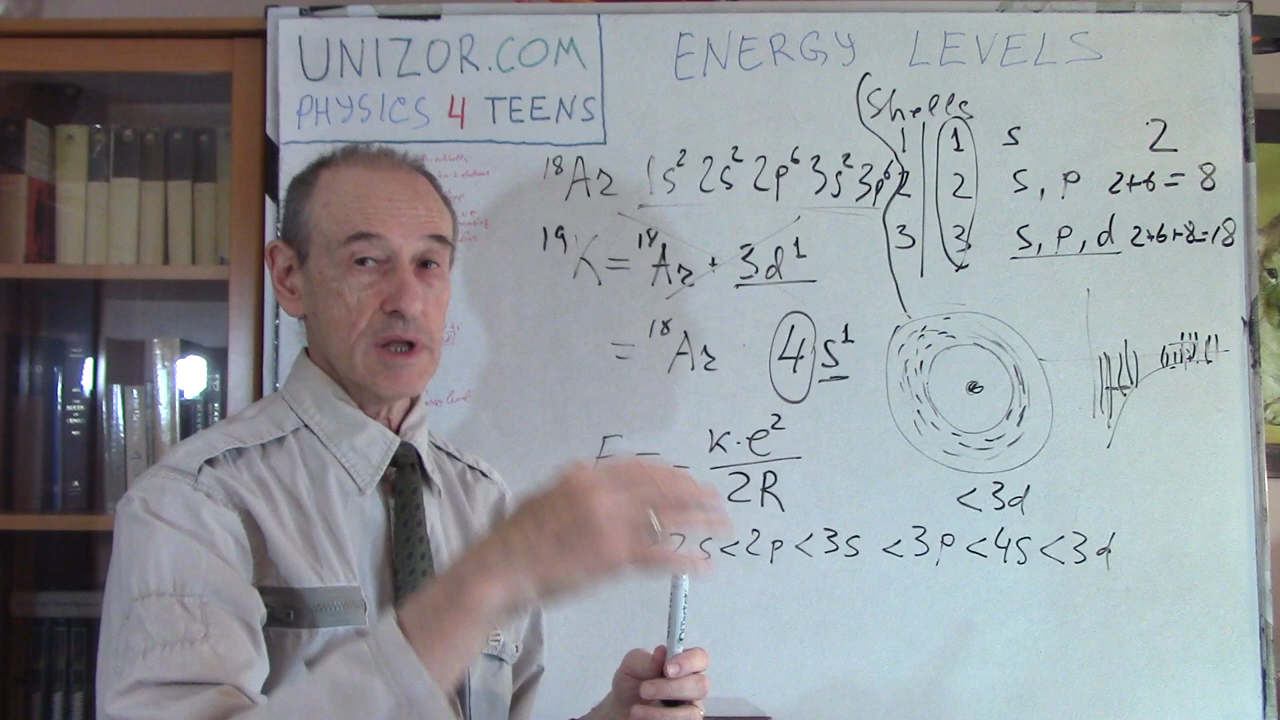 UNIZOR.COM
PHYSICS 4 TEENS
ENERGY LEVELS
Shells
1 | 1 s 2
2 | 2 s, p 2+6=8
3 | 3 s, p, d 2+6+8=18
¹⁸Ar 1s² 2s² 2p⁶ 3s² 3p⁶
¹⁹K = ¹⁸Ar + 3d¹
= ¹⁸Ar 4s¹
E = - k·e² / 2R
<3d
2s<2p<3s<3p<4s<3d